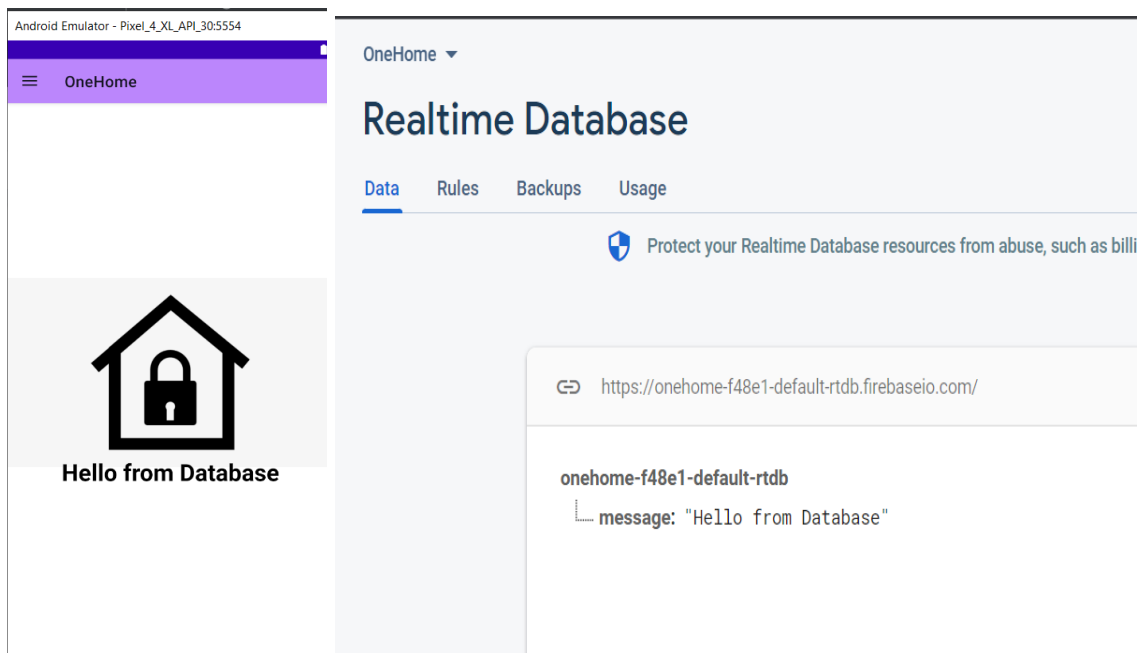 Android Emulator - Pixel_4_XL_API_30:5554
OneHome
Hello from Database
OneHome
Realtime Database
Data Rules Backups Usage
Protect your Realtime Database resources from abuse, such as billi
https://onehome-f48e1-default-rtdb.firebaseio.com/
onehome-f48e1-default-rtdb
message: "Hello from Database"